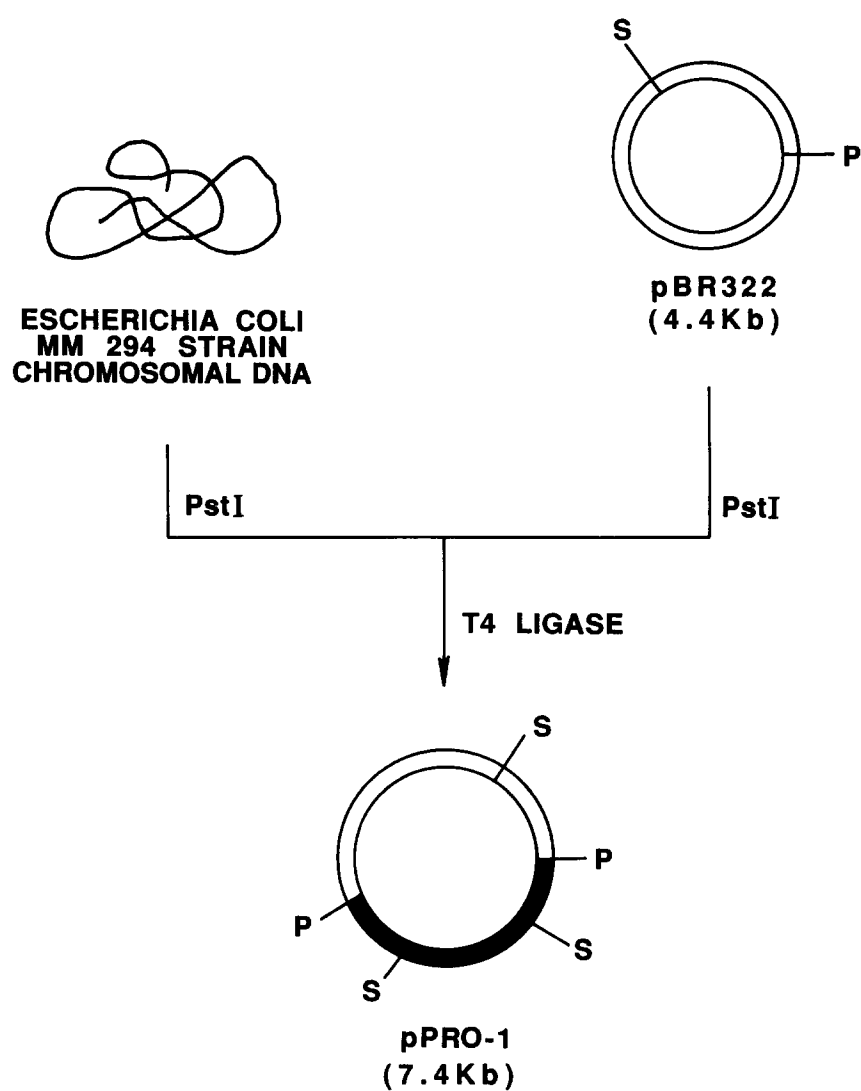 S
P
pBR322
(4.4Kb)
ESCHERICHIA COLI
MM 294 STRAIN
CHROMOSOMAL DNA
PstI
PstI
T4 LIGASE
S
P
P
S
S
pPRO-1
(7.4Kb)